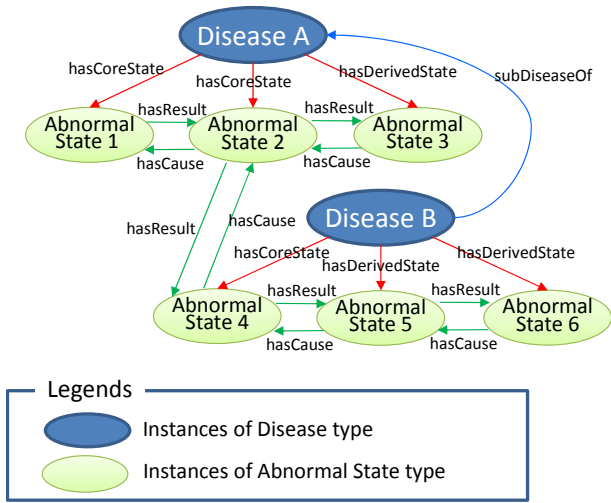 Disease A
hasCoreState
hasCoreState
hasDerivedState
subDiseaseOf
hasResult
hasResult
Abnormal
State 1
Abnormal
State 2
Abnormal
State 3
hasCause
hasCause
hasResult
hasCause
Disease B
hasCoreState
hasDerivedState
hasDerivedState
hasResult
hasResult
Abnormal
State 4
Abnormal
State 5
Abnormal
State 6
hasCause
hasCause
Legends
Instances of Disease type
Instances of Abnormal State type